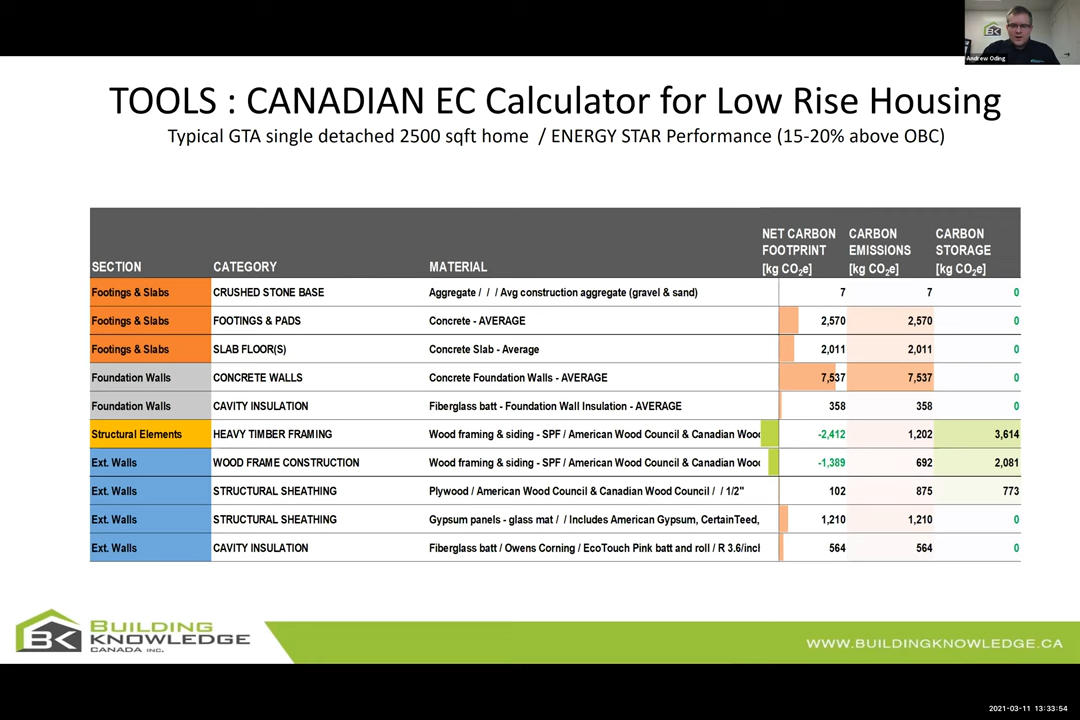 BK
Andrew Oding
TOOLS : CANADIAN EC Calculator for Low Rise Housing
Typical GTA single detached 2500 sqft home / ENERGY STAR Performance (15-20% above OBC)
SECTION CATEGORY MATERIAL NET CARBON FOOTPRINT [kg CO2e] CARBON EMISSIONS [kg CO2e] CARBON STORAGE [kg CO2e]
Footings & Slabs CRUSHED STONE BASE Aggregate / / / Avg construction aggregate (gravel & sand) 7 7 0
Footings & Slabs FOOTINGS & PADS Concrete - AVERAGE 2,570 2,570 0
Footings & Slabs SLAB FLOOR(S) Concrete Slab - Average 2,011 2,011 0
Foundation Walls CONCRETE WALLS Concrete Foundation Walls - AVERAGE 7,537 7,537 0
Foundation Walls CAVITY INSULATION Fiberglass batt - Foundation Wall Insulation - AVERAGE 358 358 0
Structural Elements HEAVY TIMBER FRAMING Wood framing & siding - SPF / American Wood Council & Canadian Woo -2,412 1,202 3,614
Ext. Walls WOOD FRAME CONSTRUCTION Wood framing & siding - SPF / American Wood Council & Canadian Woo -1,389 692 2,081
Ext. Walls STRUCTURAL SHEATHING Plywood / American Wood Council & Canadian Wood Council / / 1/2" 102 875 773
Ext. Walls STRUCTURAL SHEATHING Gypsum panels - glass mat / / Includes American Gypsum, CertainTeed, 1,210 1,210 0
Ext. Walls CAVITY INSULATION Fiberglass batt / Owens Corning / EcoTouch Pink batt and roll / R 3.6/incl 564 564 0
BK BUILDING
KNOWLEDGE
CANADA INC.
WWW.BUILDINGKNOWLEDGE.CA
2021-03-11 13:33:54